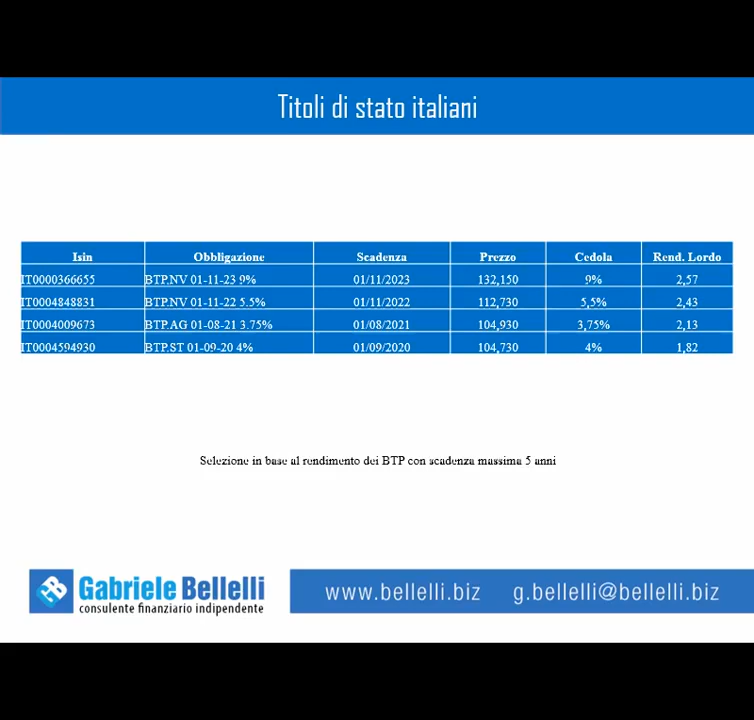 Titoli di stato italiani
Isin Obbligazione Scadenza Prezzo Cedola Rend. Lordo
IT0000366655 BTP.NV 01-11-23 9% 01/11/2023 132,150 9% 2,57
IT0004848831 BTP.NV 01-11-22 5.5% 01/11/2022 112,730 5,5% 2,43
IT0004009673 BTP.AG 01-08-21 3.75% 01/08/2021 104,930 3,75% 2,13
IT0004594930 BTP.ST 01-09-20 4% 01/09/2020 104,730 4% 1,82
Selezione in base al rendimento dei BTP con scadenza massima 5 anni
Gabriele Bellelli
consulente finanziario indipendente
www.bellelli.biz g.bellelli@bellelli.biz